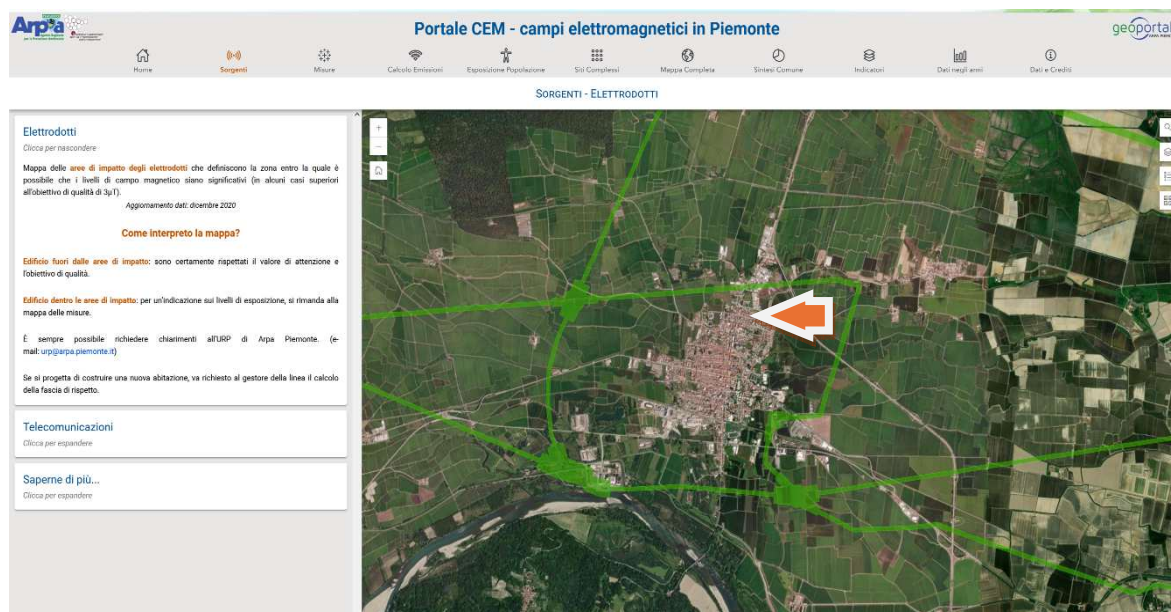 Arpa
Portale CEM - campi elettromagnetici in Piemonte
geoportal
Home
Sorgenti
Misure
Calcolo Emissioni
Esposizione Popolazione
Siti Complessi
Mappa Completa
Sintesi Comune
Indicatori
Dati negli anni
Dati e Crediti
SORGENTI - ELETTRODOTTI
Elettrodotti
Clicca per nascondere
Mappa delle aree di impatto degli elettrodotti che definiscono la zona entro la quale è
possibile che i livelli di campo magnetico siano significativi (in alcuni casi superiori
all'obiettivo di qualità di 3μT).
Aggiornamento dati: dicembre 2020
Come interpreto la mappa?
Edificio fuori dalle aree di impatto: sono certamente rispettati il valore di attenzione e
l'obiettivo di qualità.
Edificio dentro le aree di impatto: per un'indicazione sui livelli di esposizione, si rimanda alla
mappa delle misure.
È sempre possibile richiedere chiarimenti all'URP di Arpa Piemonte. (e-
mail: urp@arpa.piemonte.it)
Se si progetta di costruire una nuova abitazione, va richiesto al gestore della linea il calcolo
della fascia di rispetto.
Telecomunicazioni
Clicca per espandere
Saperne di più...
Clicca per espandere